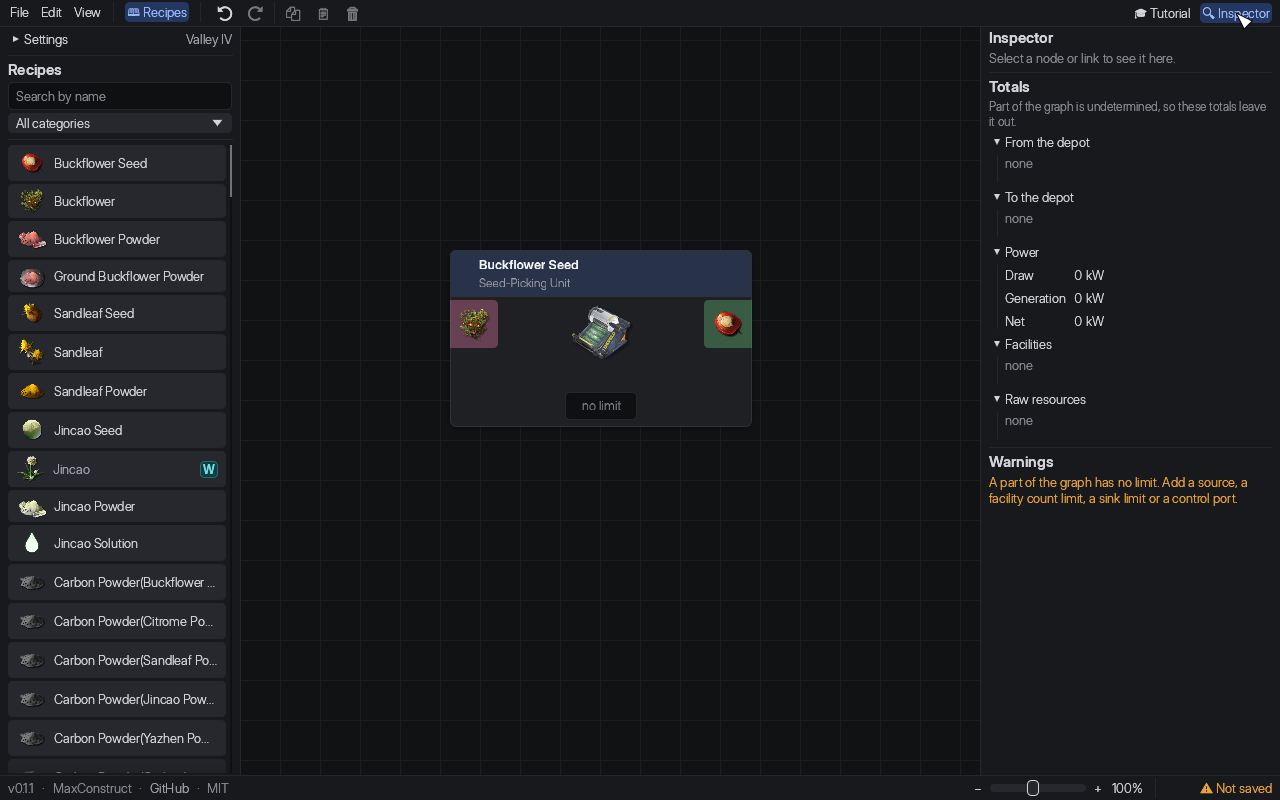 File Edit View Recipes Tutorial Inspector
Settings Valley IV
Recipes
Search by name
All categories
Buckflower Seed
Buckflower
Buckflower Powder
Ground Buckflower Powder
Sandleaf Seed
Sandleaf
Sandleaf Powder
Jincao Seed
Jincao W
Jincao Powder
Jincao Solution
Carbon Powder(Buckflower ...
Carbon Powder(Citrome Po...
Carbon Powder(Sandleaf Po...
Carbon Powder(Jincao Pow...
Carbon Powder(Yazhen Po...
Buckflower Seed
Seed-Picking Unit
no limit
Inspector
Select a node or link to see it here.
Totals
Part of the graph is undetermined, so these totals leave
it out.
From the depot
none
To the depot
none
Power
Draw 0 kW
Generation 0 kW
Net 0 kW
Facilities
none
Raw resources
none
Warnings
A part of the graph has no limit. Add a source, a
facility count limit, a sink limit or a control port.
v0.1.1 · MaxConstruct · GitHub · MIT
− + 100% Not saved